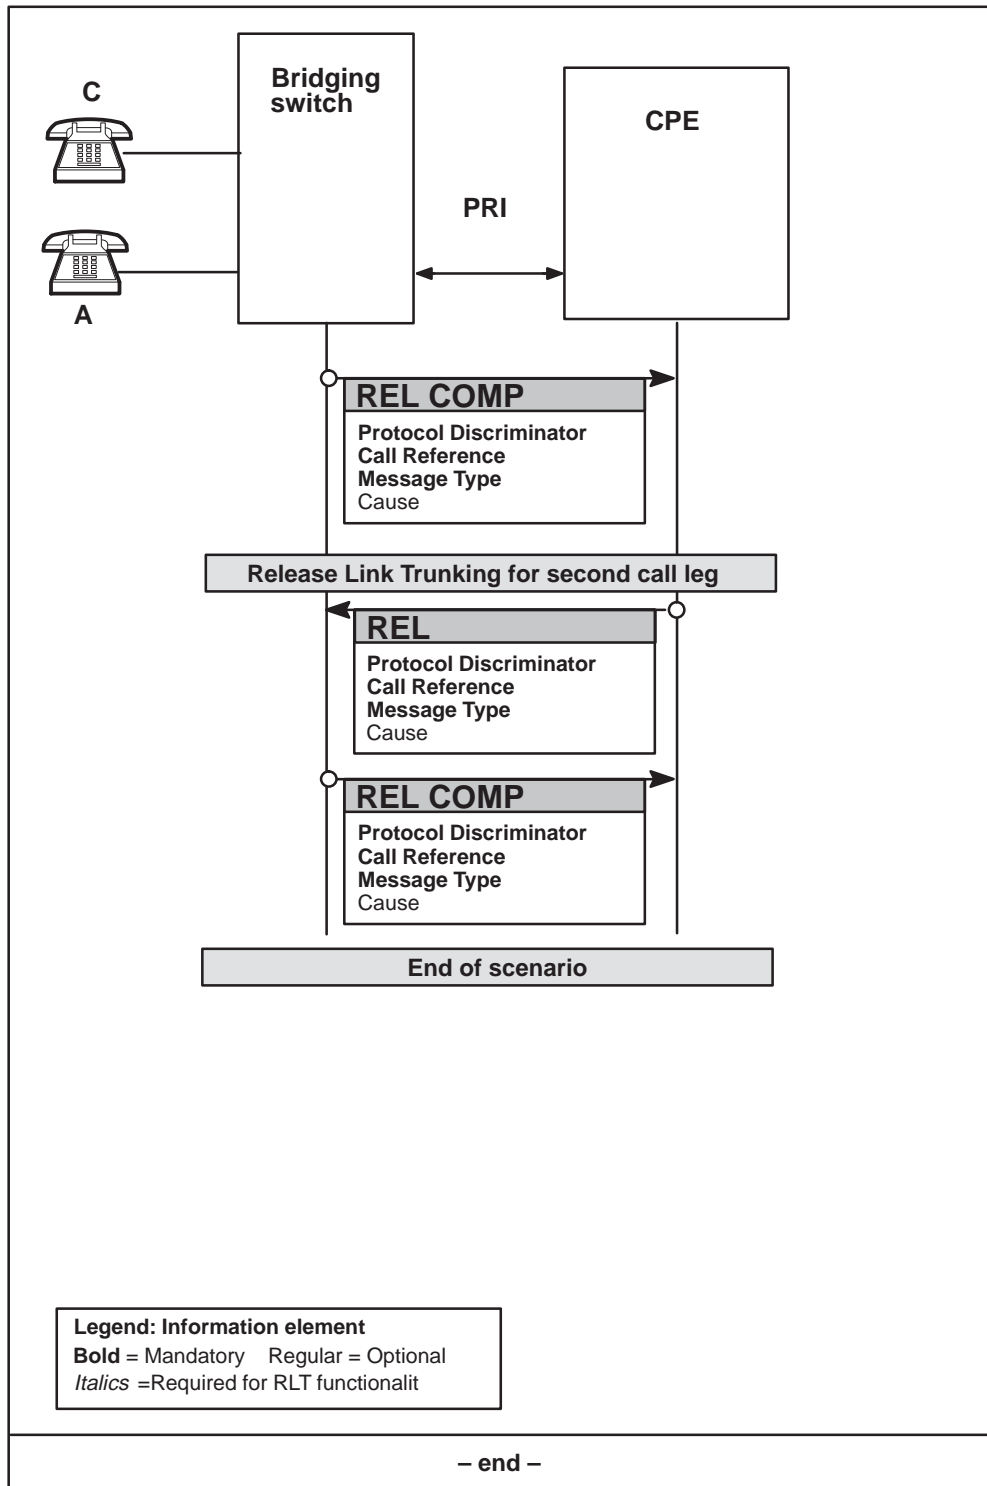 C
Bridging
switch
CPE
PRI
A
REL COMP
Protocol Discriminator
Call Reference
Message Type
Cause
Release Link Trunking for second call leg
REL
Protocol Discriminator
Call Reference
Message Type
Cause
REL COMP
Protocol Discriminator
Call Reference
Message Type
Cause
End of scenario
Legend: Information element
Bold = Mandatory Regular = Optional
Italics =Required for RLT functionalit
– end –